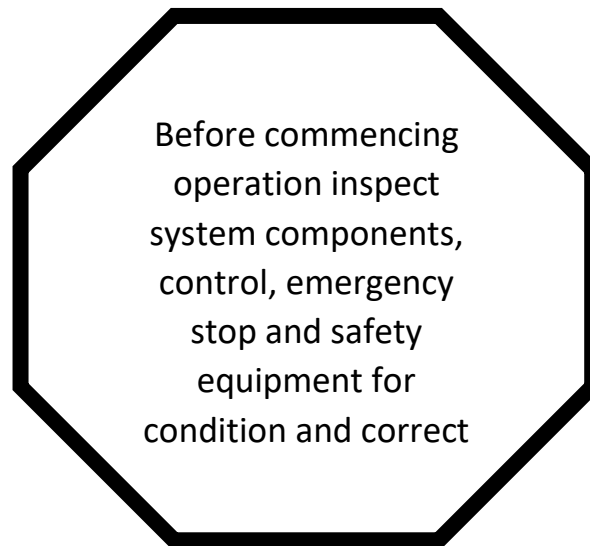 Before commencing
operation inspect
system components,
control, emergency
stop and safety
equipment for
condition and correct